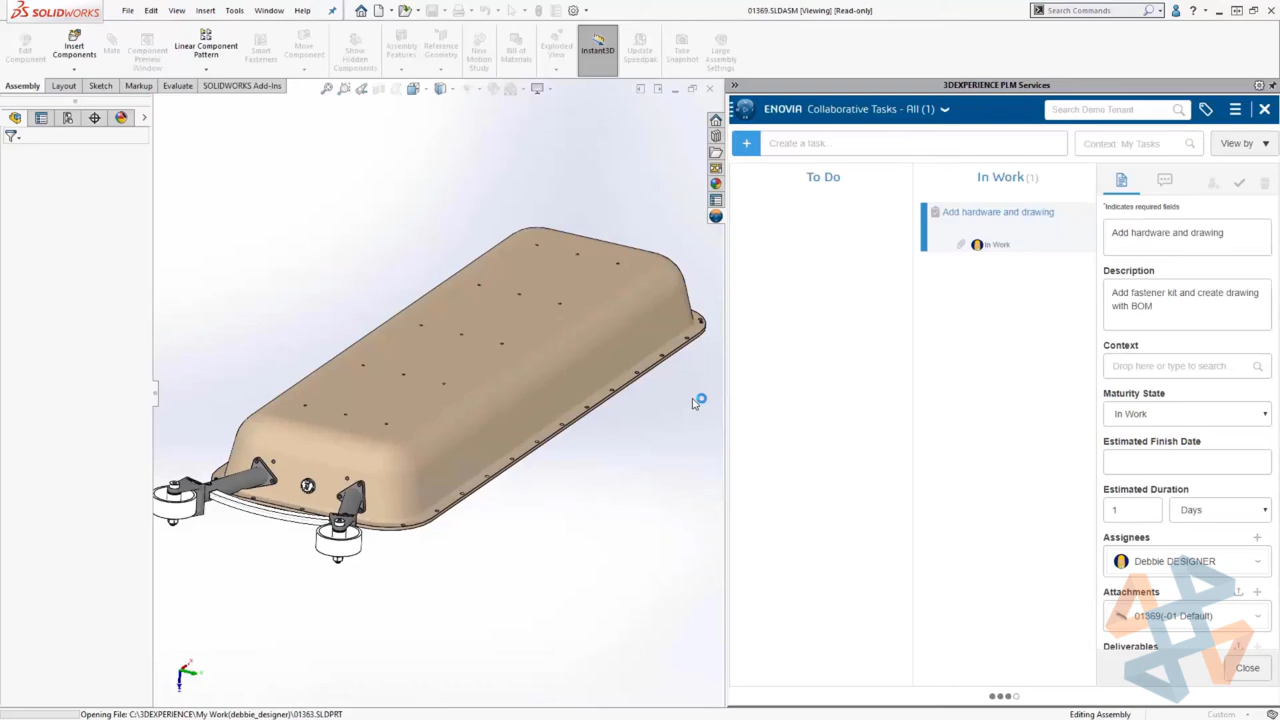 SOLIDWORKS File Edit View Insert Tools Window Help 01369.SLDASM [Viewing] [Read-only] Search Commands
Edit Component
Insert Components
Mate
Component Preview Window
Linear Component Pattern
Smart Fasteners
Move Component
Show Hidden Components
Assembly Features
Reference Geometry
New Motion Study
Bill of Materials
Exploded View
Instant3D
Update Speedpak
Take Snapshot
Large Assembly Settings
Assembly Layout Sketch Markup Evaluate SOLIDWORKS Add-Ins
3DEXPERIENCE PLM Services
ENOVIA Collaborative Tasks - All (1) Search Demo Tenant
Create a task... Context: My Tasks View by
To Do In Work (1)
Add hardware and drawing
In Work
*Indicates required fields
Add hardware and drawing
Description
Add fastener kit and create drawing
with BOM
Context
Drop here or type to search...
Maturity State
In Work
Estimated Finish Date
Estimated Duration
1 Days
Assignees
Debbie DESIGNER
Attachments
01369(-01 Default)
Deliverables
Close
Opening File: C:\3DEXPERIENCE\My Work(debbie_designer)\01363.SLDPRT Editing Assembly Custom